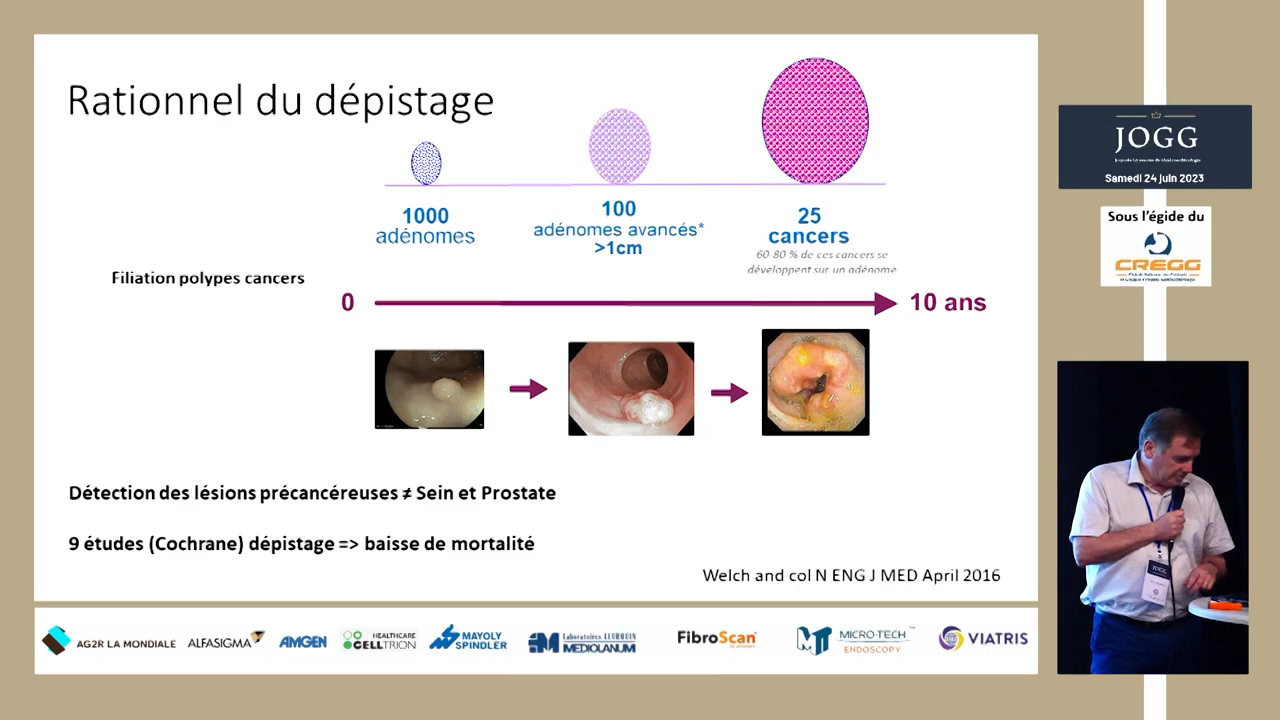 Rationnel du dépistage
1000
adénomes
100
adénomes avancés*
>1cm
25
cancers
60-80 % de ces cancers se
développent sur un adénome
Filiation polypes cancers
0
10 ans
Détection des lésions précancéreuses ≠ Sein et Prostate
9 études (Cochrane) dépistage => baisse de mortalité
Welch and col N ENG J MED April 2016
AG2R LA MONDIALE
ALFASIGMA
AMGEN
HEALTHCARE
CELLTRION
MAYOLY
SPINDLER
Laboratoires LEUROUIN
MEDIOLANUM
FibroScan
MICRO-TECH
ENDOSCOPY
VIATRIS
JOGG
Samedi 24 juin 2023
Sous l'égide du
CREGG
JOGG